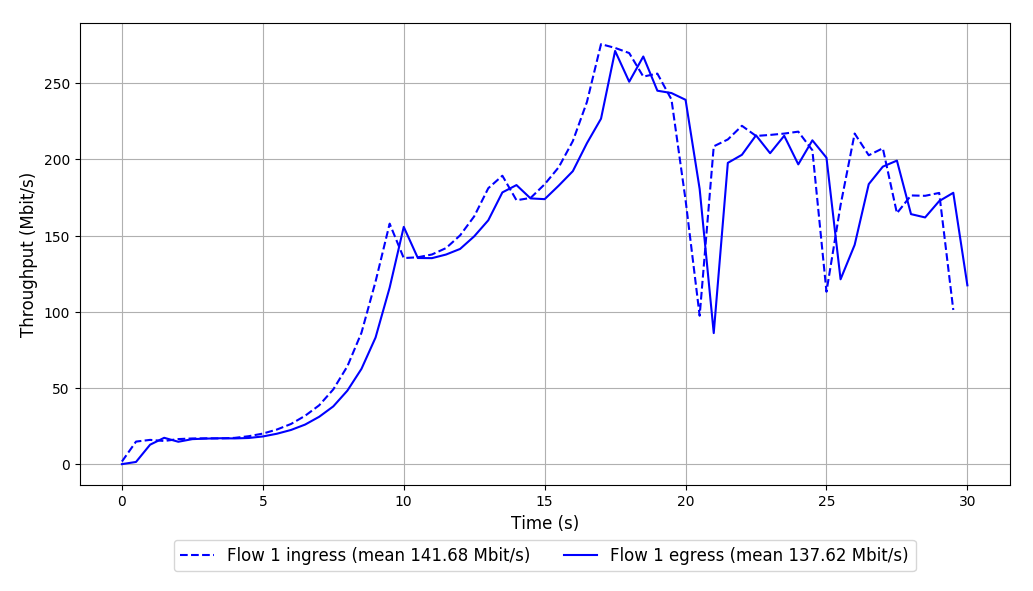 250
200
150
100
50
0
Throughput (Mbit/s)
0 5 10 15 20 25 30
Time (s)
Flow 1 ingress (mean 141.68 Mbit/s) Flow 1 egress (mean 137.62 Mbit/s)